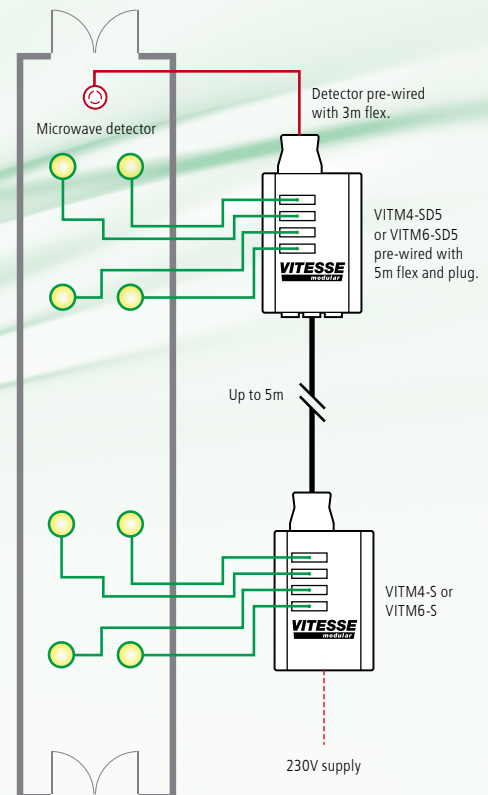 Detector pre-wired
with 3m flex.
Microwave detector
VITM4-SD5
or VITM6-SD5
pre-wired with
5m flex and plug.
VITESSE
modular
Up to 5m
VITM4-S or
VITM6-S
VITESSE
modular
230V supply